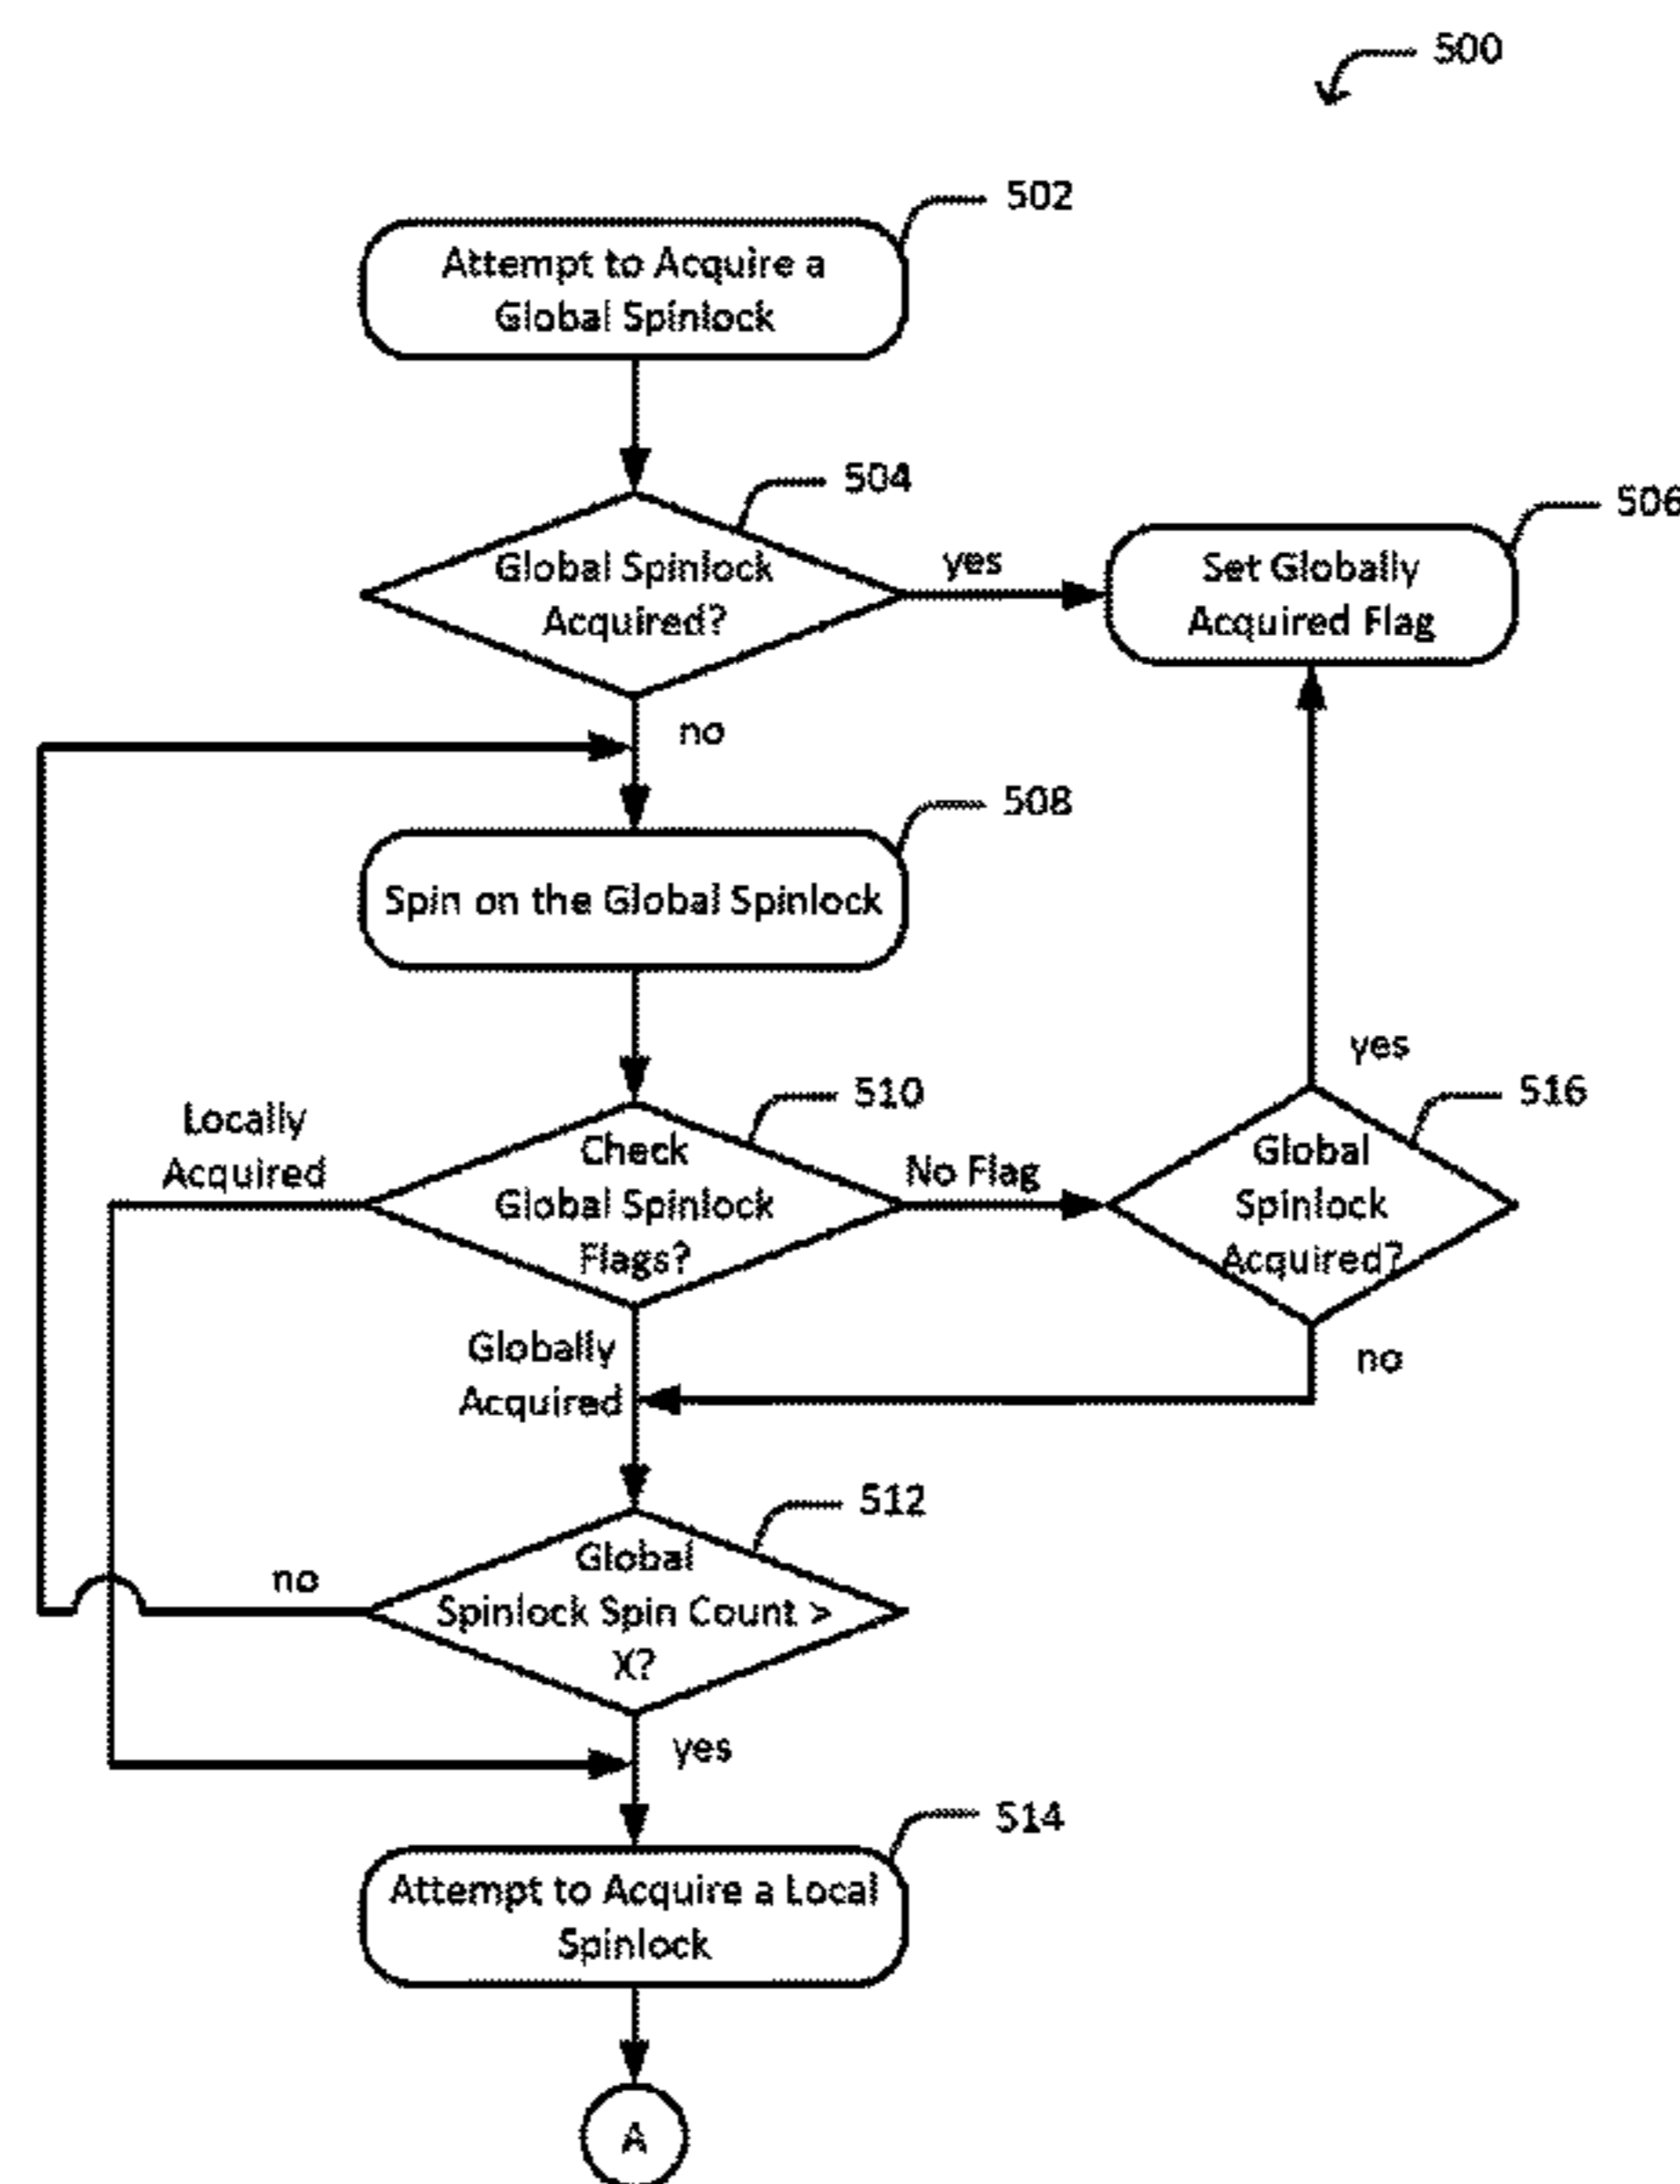 500
502
Attempt to Acquire a
Global Spinlock
504
Global Spinlock
Acquired?
yes
506
Set Globally
Acquired Flag
no
508
Spin on the Global Spinlock
510
Check
Global Spinlock
Flags?
Locally
Acquired
No Flag
yes
516
Global
Spinlock
Acquired?
Globally
Acquired
no
512
Global
Spinlock Spin Count >
X?
no
yes
514
Attempt to Acquire a Local
Spinlock
A